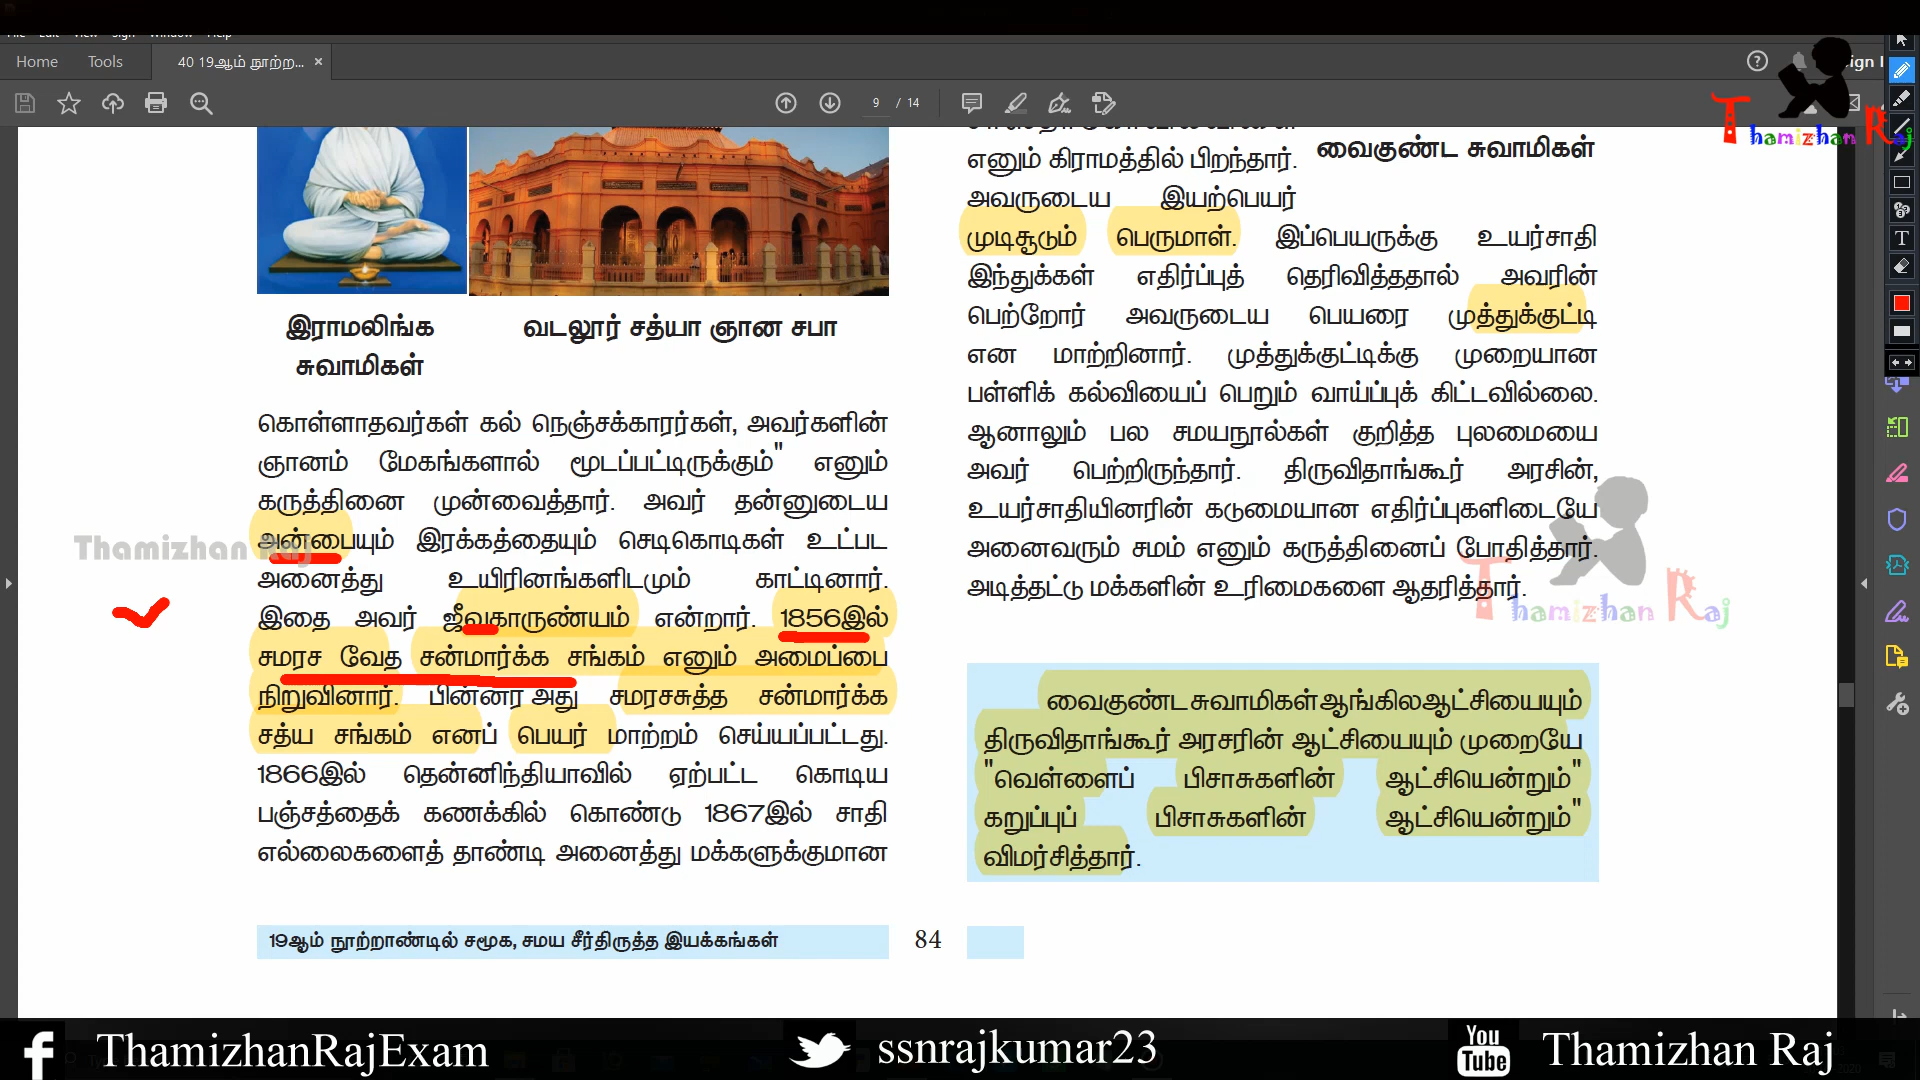 Home
Tools
40 19ஆம் நூற்ற...
9 / 14
Thamizhan Raj
எனும் கிராமத்தில் பிறந்தார்.
வைகுண்ட சுவாமிகள்
அவருடைய இயற்பெயர்
முடிசூடும் பெருமாள். இப்பெயருக்கு உயர்சாதி
இந்துக்கள் எதிர்ப்புத் தெரிவித்ததால் அவரின்
பெற்றோர் அவருடைய பெயரை முத்துக்குட்டி
என மாற்றினார். முத்துக்குட்டிக்கு முறையான
பள்ளிக் கல்வியைப் பெறும் வாய்ப்புக் கிட்டவில்லை.
ஆனாலும் பல சமயநூல்கள் குறித்த புலமையை
அவர் பெற்றிருந்தார். திருவிதாங்கூர் அரசின்,
உயர்சாதியினரின் கடுமையான எதிர்ப்புகளிடையே
அனைவரும் சமம் எனும் கருத்தினைப் போதித்தார்.
அடித்தட்டு மக்களின் உரிமைகளை ஆதரித்தார்.
Thamizhan Raj
வைகுண்டசுவாமிகள்ஆங்கிலஆட்சியையும்
திருவிதாங்கூர் அரசரின் ஆட்சியையும் முறையே
"வெள்ளைப் பிசாசுகளின் ஆட்சியென்றும்"
கறுப்புப் பிசாசுகளின் ஆட்சியென்றும்"
விமர்சித்தார்.
இராமலிங்க
சுவாமிகள்
வடலூர் சத்யா ஞான சபா
கொள்ளாதவர்கள் கல் நெஞ்சக்காரர்கள், அவர்களின்
ஞானம் மேகங்களால் மூடப்பட்டிருக்கும்" எனும்
கருத்தினை முன்வைத்தார். அவர் தன்னுடைய
அன்பையும் இரக்கத்தையும் செடிகொடிகள் உட்பட
அனைத்து உயிரினங்களிடமும் காட்டினார்.
இதை அவர் ஜீவகாருண்யம் என்றார். 1856இல்
சமரச வேத சன்மார்க்க சங்கம் எனும் அமைப்பை
நிறுவினார். பின்னர் அது சமரசசுத்த சன்மார்க்க
சத்ய சங்கம் எனப் பெயர் மாற்றம் செய்யப்பட்டது.
1866இல் தென்னிந்தியாவில் ஏற்பட்ட கொடிய
பஞ்சத்தைக் கணக்கில் கொண்டு 1867இல் சாதி
எல்லைகளைத் தாண்டி அனைத்து மக்களுக்குமான
Thamizhan Raj
19ஆம் நூற்றாண்டில் சமூக, சமய சீர்திருத்த இயக்கங்கள்
84
ThamizhanRajExam
ssnrajkumar23
You Tube
Thamizhan Raj